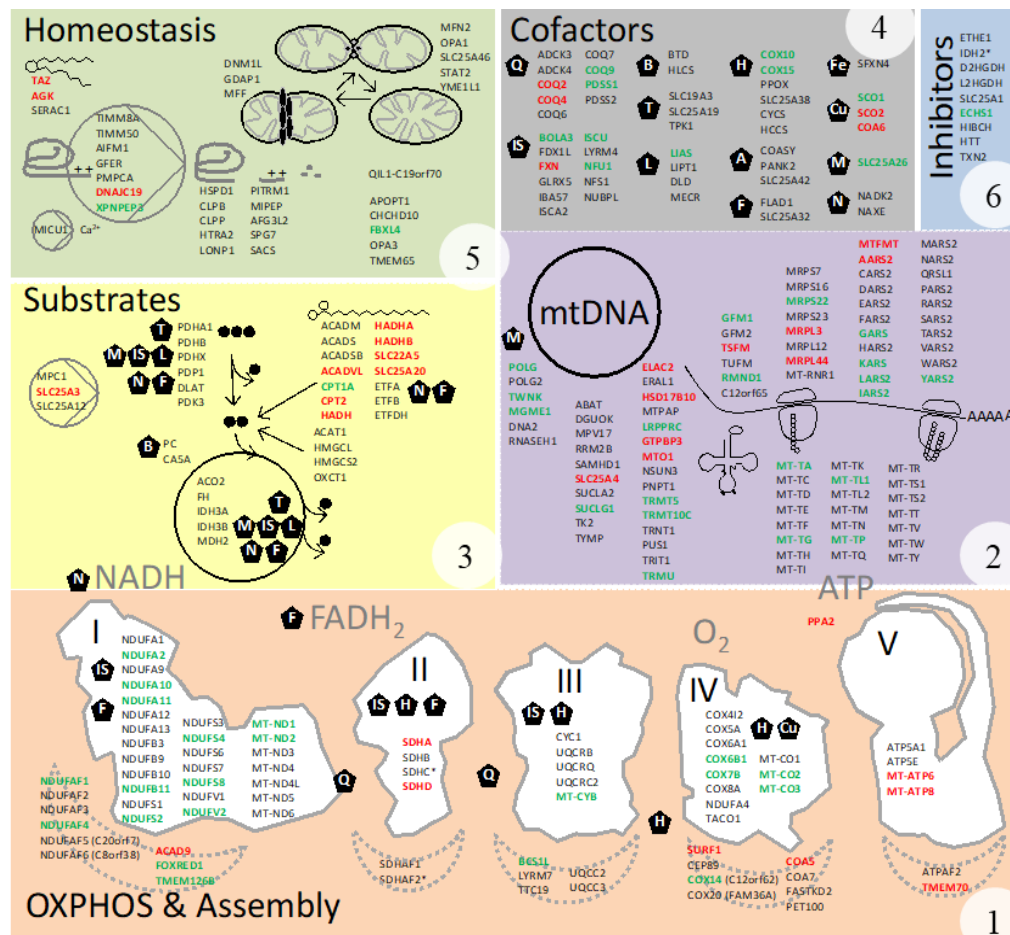 Homeostasis
TAZ
AGK
SERAC1
TIMM8A
TIMM50
AIFM1
GFER
PMPCA
DNAJC19
XPNPEP3
++
MICU1
Ca2+
DNM1L
GDAP1
MFF
MFN2
OPA1
SLC25A46
STAT2
YME1L1
HSPD1
CLPB
CLPP
HTRA2
LONP1
++
PITRM1
MIPEP
AFG3L2
SPG7
SACS
QIL1-C19orf70
APOPT1
CHCHD10
FBXL4
OPA3
TMEM65
5
Cofactors
4
Q
ADCK3
ADCK4
COQ2
COQ4
COQ6
COQ7
COQ9
PDSS1
PDSS2
IS
BOLA3
FDX1L
FXN
GLRX5
IBA57
ISCA2
ISCU
LYRM4
NFU1
NFS1
NUBPL
B
BTD
HLCS
T
SLC19A3
SLC25A19
TPK1
L
LIAS
LIPT1
DLD
MECR
H
COX10
COX15
PPOX
SLC25A38
CYCS
HCCS
A
COASY
PANK2
SLC25A42
F
FLAD1
SLC25A32
Fe
SFXN4
Cu
SCO1
SCO2
COA6
M
SLC25A26
N
NADK2
NAXE
Inhibitors
ETHE1
IDH2*
D2HGDH
L2HGDH
SLC25A1
ECHS1
HIBCH
HTT
TXN2
6
Substrates
T
M IS L
N F
PDHA1
PDHB
PDHX
PDP1
DLAT
PDK3
MPC1
SLC25A3
SLC25A12
B
PC
CA5A
ACADM
ACADS
ACADSB
ACADVL
CPT1A
CPT2
HADH
HADHA
HADHB
SLC22A5
SLC25A20
ETFA
ETFB
ETFDH
N F
ACAT1
HMGCL
HMGCS2
OXCT1
ACO2
FH
IDH3A
IDH3B
MDH2
T
M IS L
N F
3
N NADH
mtDNA
M
POLG
POLG2
TWNK
MGME1
DNA2
RNASEH1
ABAT
DGUOK
MPV17
RRM2B
SAMHD1
SLC25A4
SUCLA2
SUCLG1
TK2
TYMP
ELAC2
ERAL1
HSD17B10
MTPAP
LRPPRC
GTPBP3
MTO1
NSUN3
PNPT1
TRMT5
TRMT10C
TRNT1
PUS1
TRIT1
TRMU
GFM1
GFM2
TSFM
TUFM
RMND1
C12orf65
MRPS7
MRPS16
MRPS22
MRPS23
MRPL3
MRPL12
MRPL44
MT-RNR1
MTFMT
AARS2
CARS2
DARS2
EARS2
FARS2
GARS
HARS2
KARS
LARS2
IARS2
MARS2
NARS2
QRSL1
PARS2
RARS2
SARS2
TARS2
VARS2
WARS2
YARS2
AAAAA
MT-TA
MT-TC
MT-TD
MT-TE
MT-TF
MT-TG
MT-TH
MT-TI
MT-TK
MT-TL1
MT-TL2
MT-TM
MT-TN
MT-TP
MT-TQ
MT-TR
MT-TS1
MT-TS2
MT-TT
MT-TV
MT-TW
MT-TY
2
F FADH2
O2
ATP
PPA2
I
IS
F
NDUFA1
NDUFA2
NDUFA9
NDUFA10
NDUFA11
NDUFA12
NDUFA13
NDUFB3
NDUFB9
NDUFB10
NDUFB11
NDUFS1
NDUFS2
NDUFS3
NDUFS4
NDUFS6
NDUFS7
NDUFS8
NDUFV1
NDUFV2
MT-ND1
MT-ND2
MT-ND3
MT-ND4
MT-ND4L
MT-ND5
MT-ND6
NDUFAF1
NDUFAF2
NDUFAF3
NDUFAF4
NDUFAF5 (C20orf7)
NDUFAF6 (C8orf38)
ACAD9
FOXRED1
TMEM126B
Q
II
IS H F
SDHA
SDHB
SDHC*
SDHD
SDHAF1
SDHAF2*
Q
III
IS H
CYC1
UQCRB
UQCRQ
UQCRC2
MT-CYB
BCS1L
LYRM7
TTC19
UQCC2
UQCC3
H
IV
H Cu
COX4I2
COX5A
COX6A1
COX6B1
COX7B
COX8A
NDUFA4
TACO1
MT-CO1
MT-CO2
MT-CO3
SURF1
CEP89
COX14 (C12orf62)
COX20 (FAM36A)
COA5
COA7
FASTKD2
PET100
V
ATP5A1
ATP5E
MT-ATP6
MT-ATP8
ATPAF2
TMEM70
OXPHOS & Assembly
1